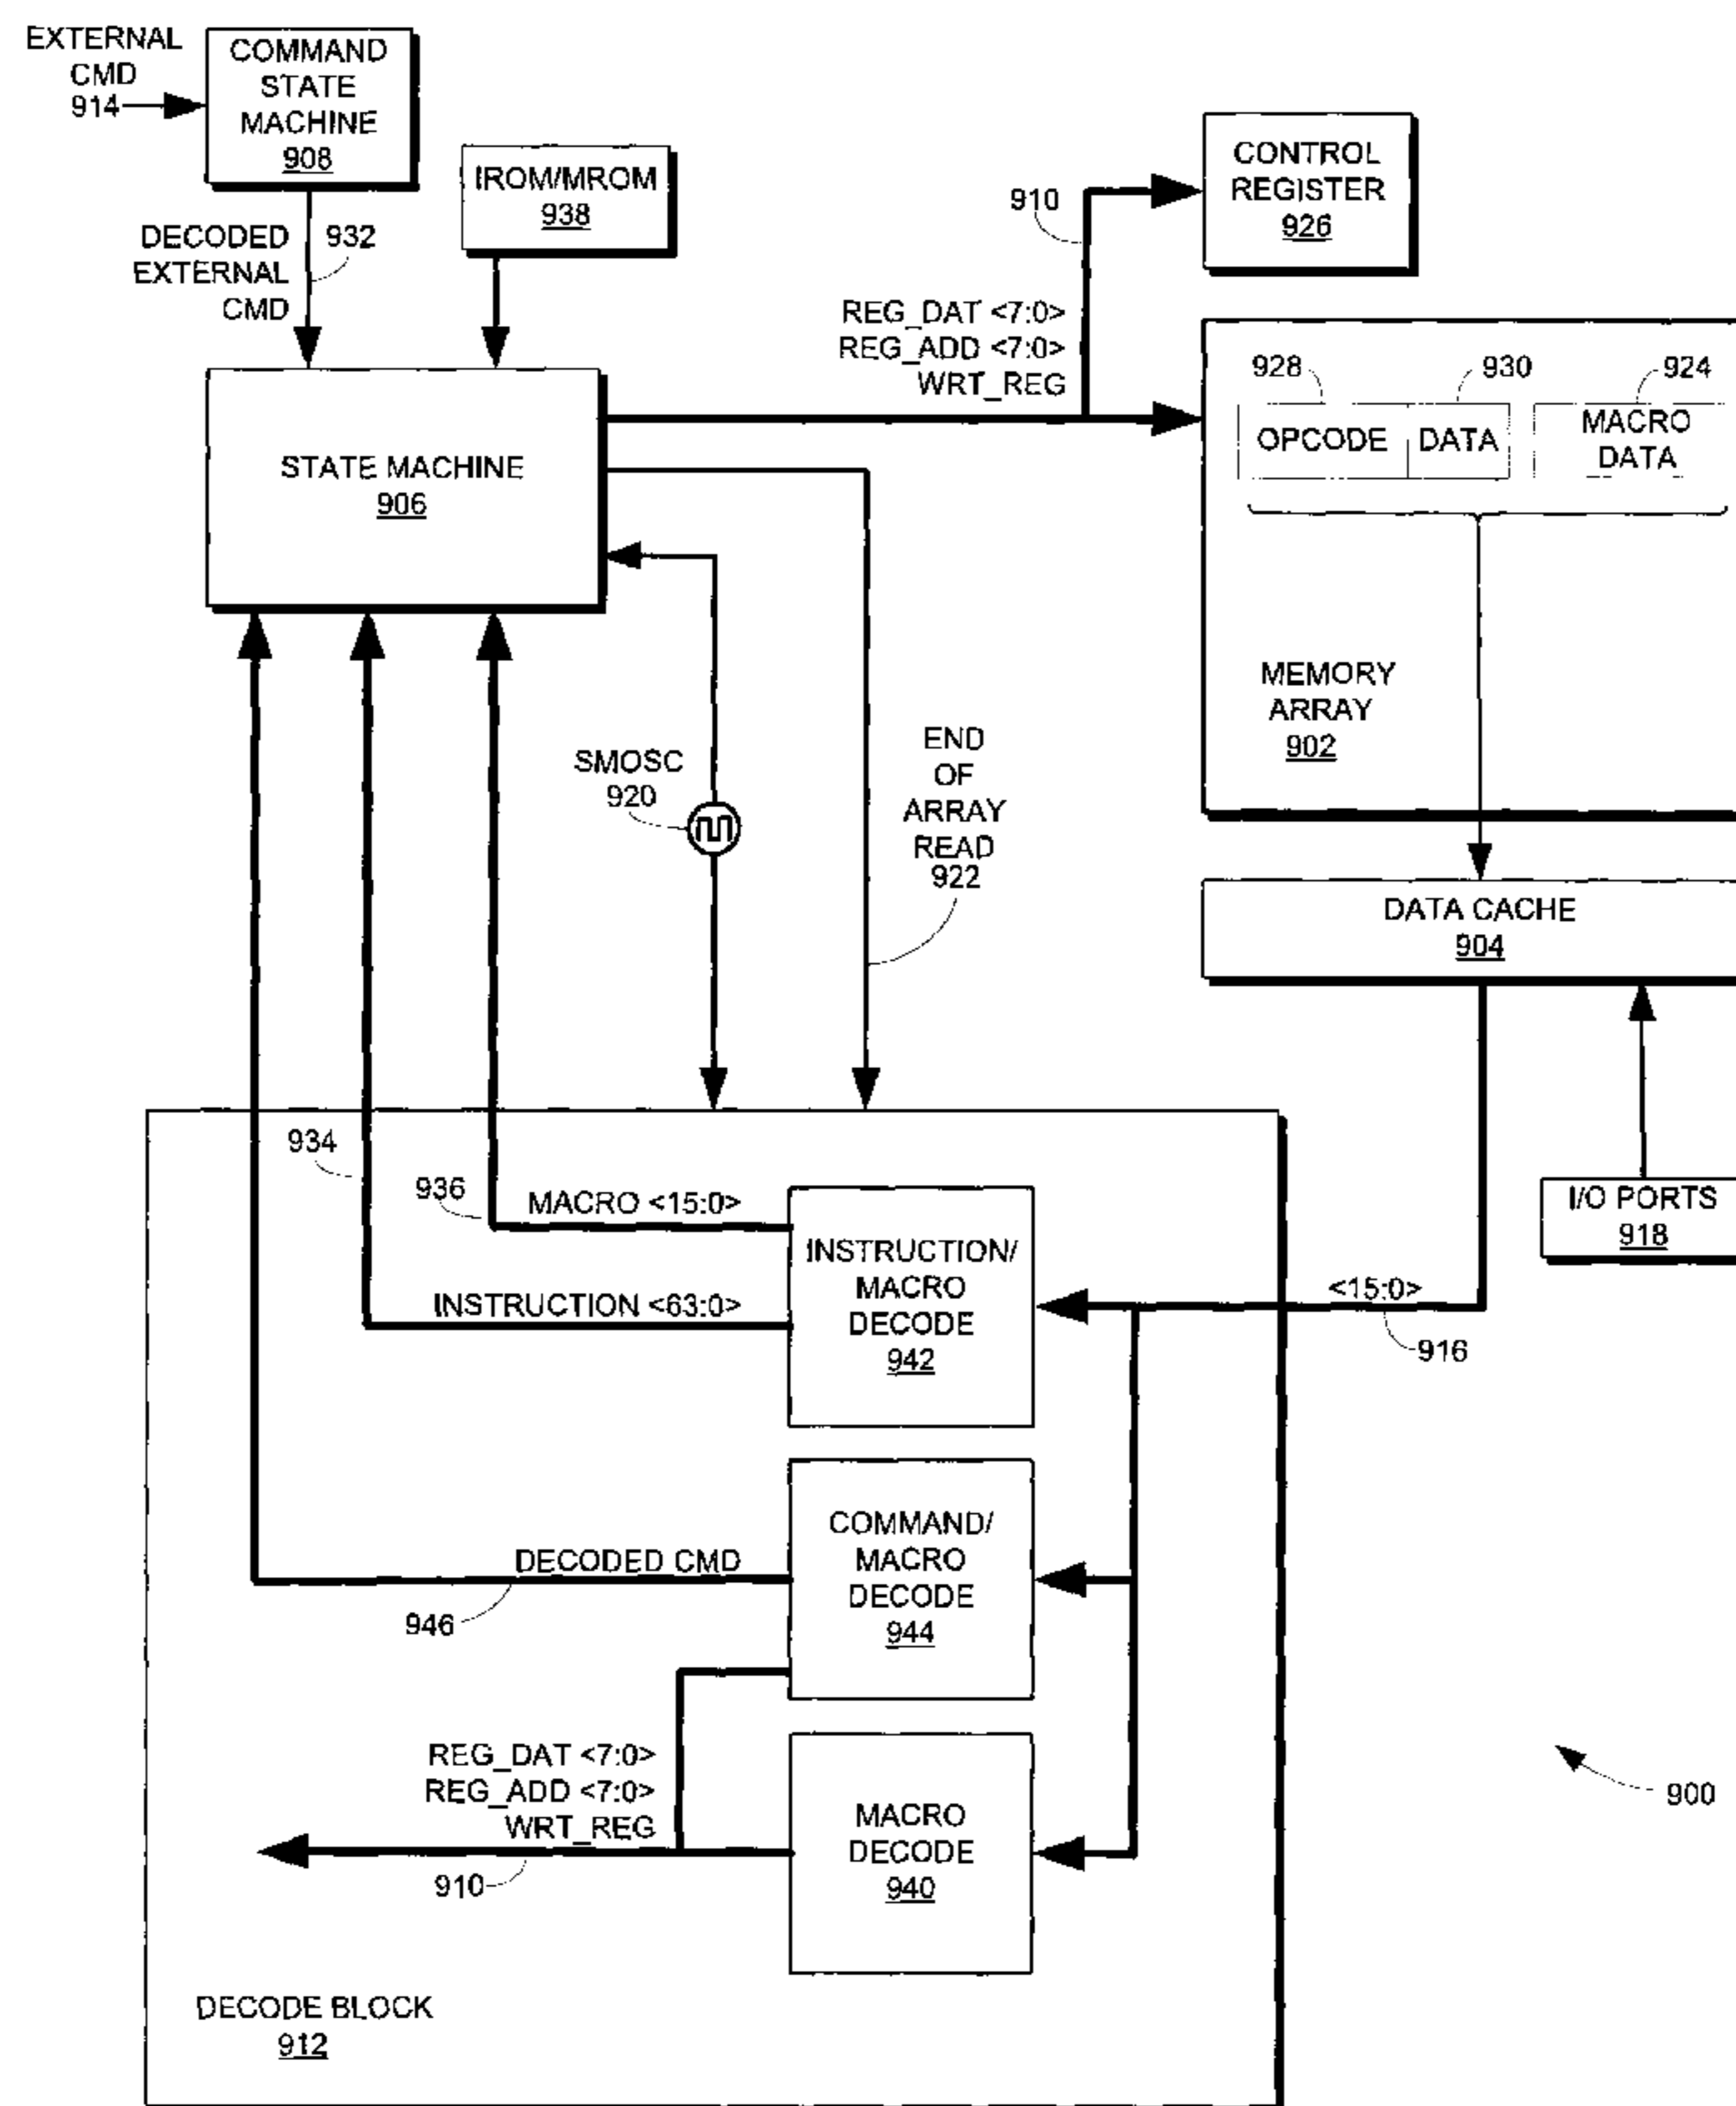 EXTERNAL
CMD
914
COMMAND
STATE
MACHINE
908
IROM/MROM
938
DECODED
EXTERNAL
CMD
932
STATE MACHINE
906
910
CONTROL
REGISTER
926
REG_DAT <7:0>
REG_ADD <7:0>
WRT_REG
928
930
924
OPCODE
DATA
MACRO
DATA
MEMORY
ARRAY
902
SMOSC
920
END
OF
ARRAY
READ
922
DATA CACHE
904
I/O PORTS
918
934
936
MACRO <15:0>
INSTRUCTION <63:0>
INSTRUCTION/
MACRO
DECODE
942
<15:0>
916
DECODED CMD
946
COMMAND/
MACRO
DECODE
944
REG_DAT <7:0>
REG_ADD <7:0>
WRT_REG
910
MACRO
DECODE
940
900
DECODE BLOCK
912